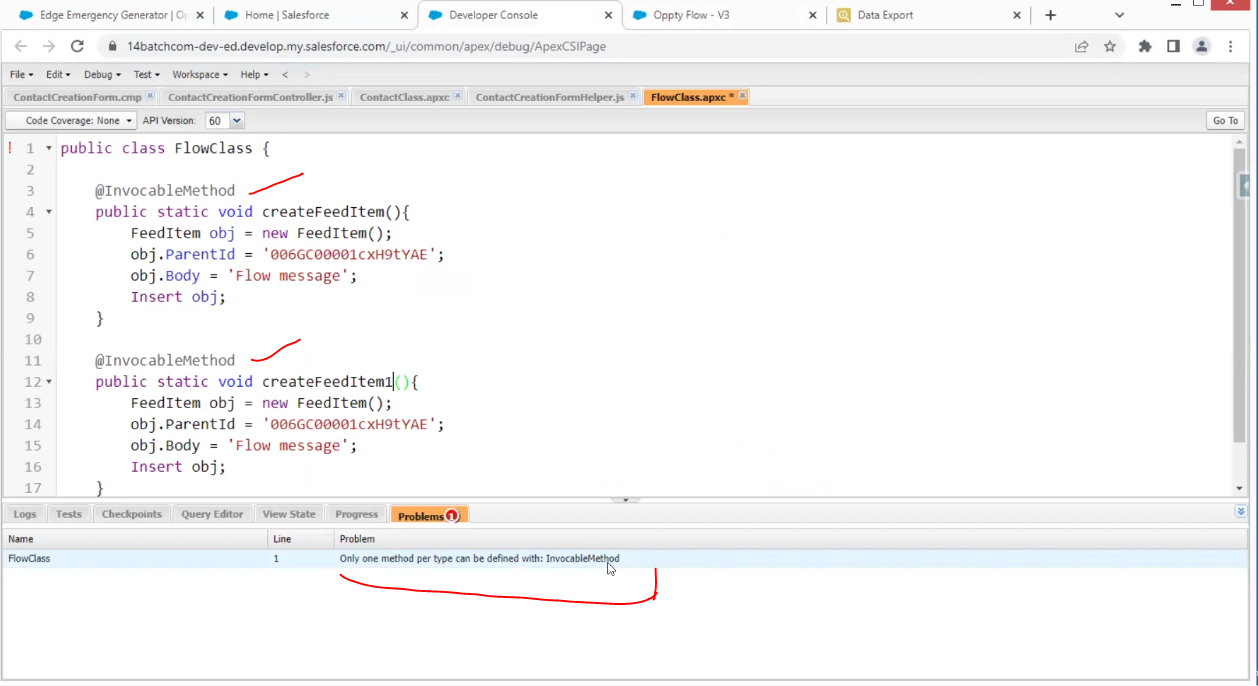 Edge Emergency Generator | O
Home | Salesforce
Developer Console
Oppty Flow - V3
Data Export
14batchcom-dev-ed.develop.my.salesforce.com/_ui/common/apex/debug/ApexCSIPage
File Edit Debug Test Workspace Help < >
ContactCreationForm.cmp ContactCreationFormController.js ContactClass.apxc ContactCreationFormHelper.js FlowClass.apxc *
Code Coverage: None API Version: 60 Go To
! 1 public class FlowClass {
2
3 @InvocableMethod
4 public static void createFeedItem(){
5 FeedItem obj = new FeedItem();
6 obj.ParentId = '006GC00001cxH9tYAE';
7 obj.Body = 'Flow message';
8 Insert obj;
9 }
10
11 @InvocableMethod
12 public static void createFeedItem1(){
13 FeedItem obj = new FeedItem();
14 obj.ParentId = '006GC00001cxH9tYAE';
15 obj.Body = 'Flow message';
16 Insert obj;
17 }
Logs Tests Checkpoints Query Editor View State Progress Problems 1
Name Line Problem
FlowClass 1 Only one method per type can be defined with: InvocableMethod